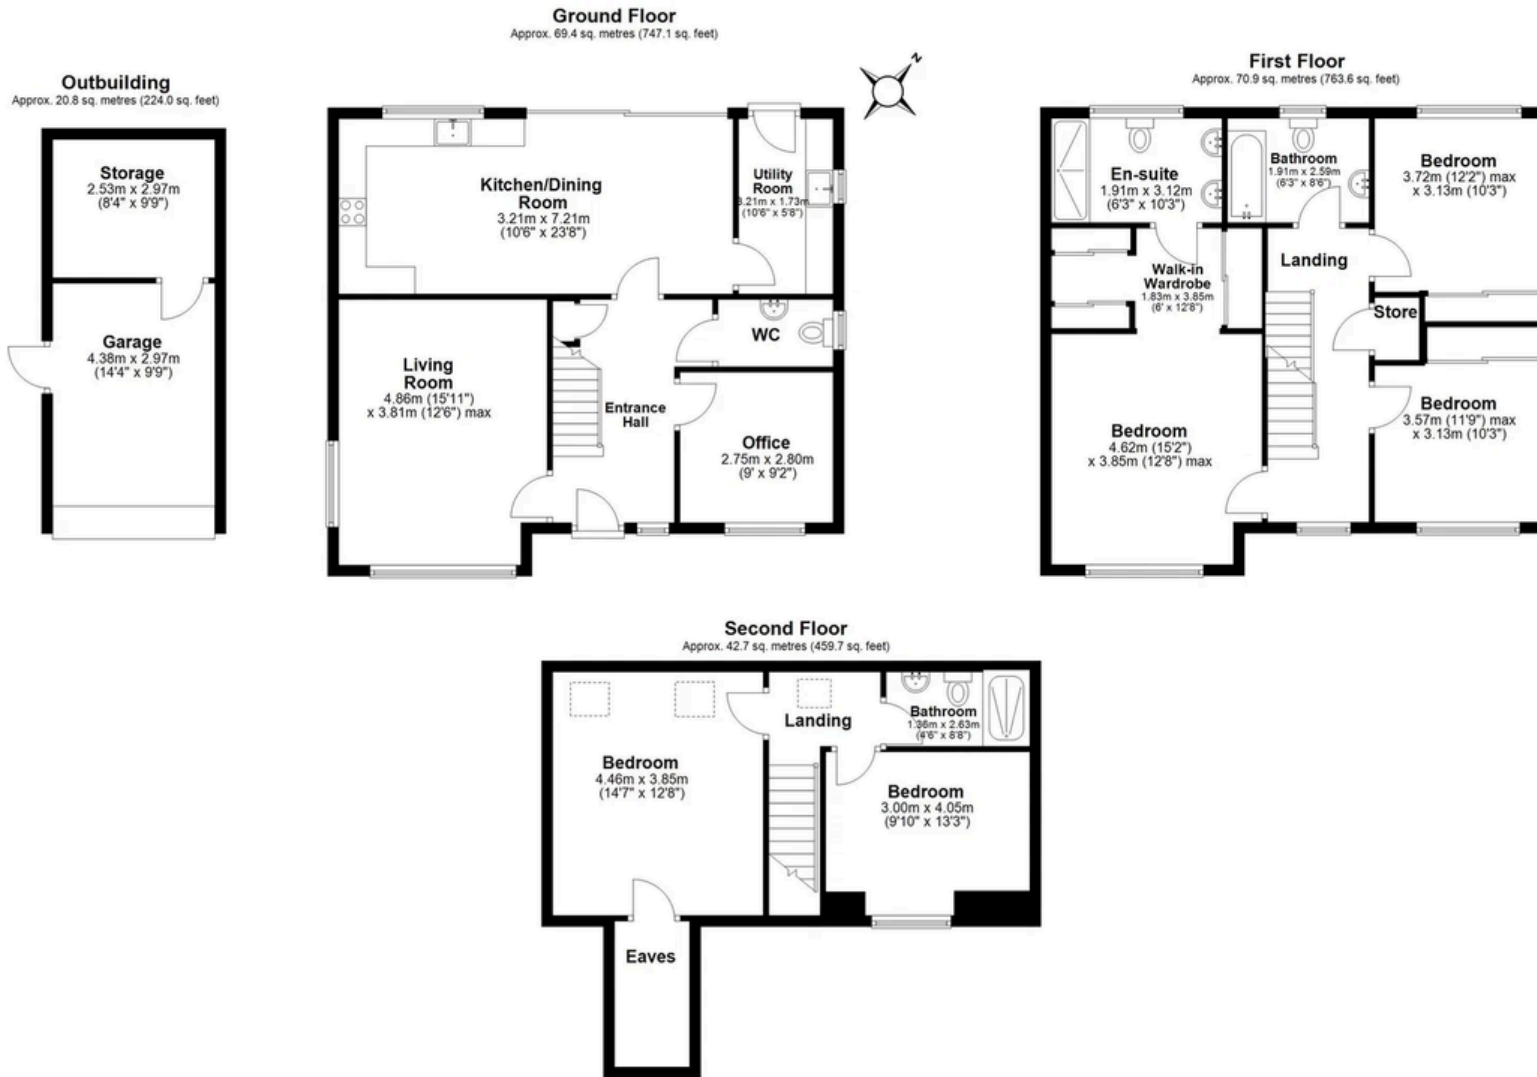 Ground Floor
Approx. 69.4 sq. metres (747.1 sq. feet)
N
Outbuilding
Approx. 20.8 sq. metres (224.0 sq. feet)
Storage
2.53m x 2.97m
(8'4" x 9'9")
Garage
4.38m x 2.97m
(14'4" x 9'9")
Kitchen/Dining
Room
3.21m x 7.21m
(10'6" x 23'8")
Utility
Room
3.21m x 1.73m
(10'6" x 5'8")
Living
Room
4.86m (15'11")
x 3.81m (12'6") max
Entrance
Hall
WC
Office
2.75m x 2.80m
(9' x 9'2")
First Floor
Approx. 70.9 sq. metres (763.6 sq. feet)
En-suite
1.91m x 3.12m
(6'3" x 10'3")
Bathroom
1.91m x 2.59m
(6'3" x 8'6")
Bedroom
3.72m (12'2") max
x 3.13m (10'3")
Walk-in
Wardrobe
1.83m x 3.85m
(6' x 12'8")
Landing
Store
Bedroom
4.62m (15'2")
x 3.85m (12'8") max
Bedroom
3.57m (11'9") max
x 3.13m (10'3")
Second Floor
Approx. 42.7 sq. metres (459.7 sq. feet)
Bedroom
4.46m x 3.85m
(14'7" x 12'8")
Landing
Bathroom
1.36m x 2.63m
(4'6" x 8'8")
Bedroom
3.00m x 4.05m
(9'10" x 13'3")
Eaves